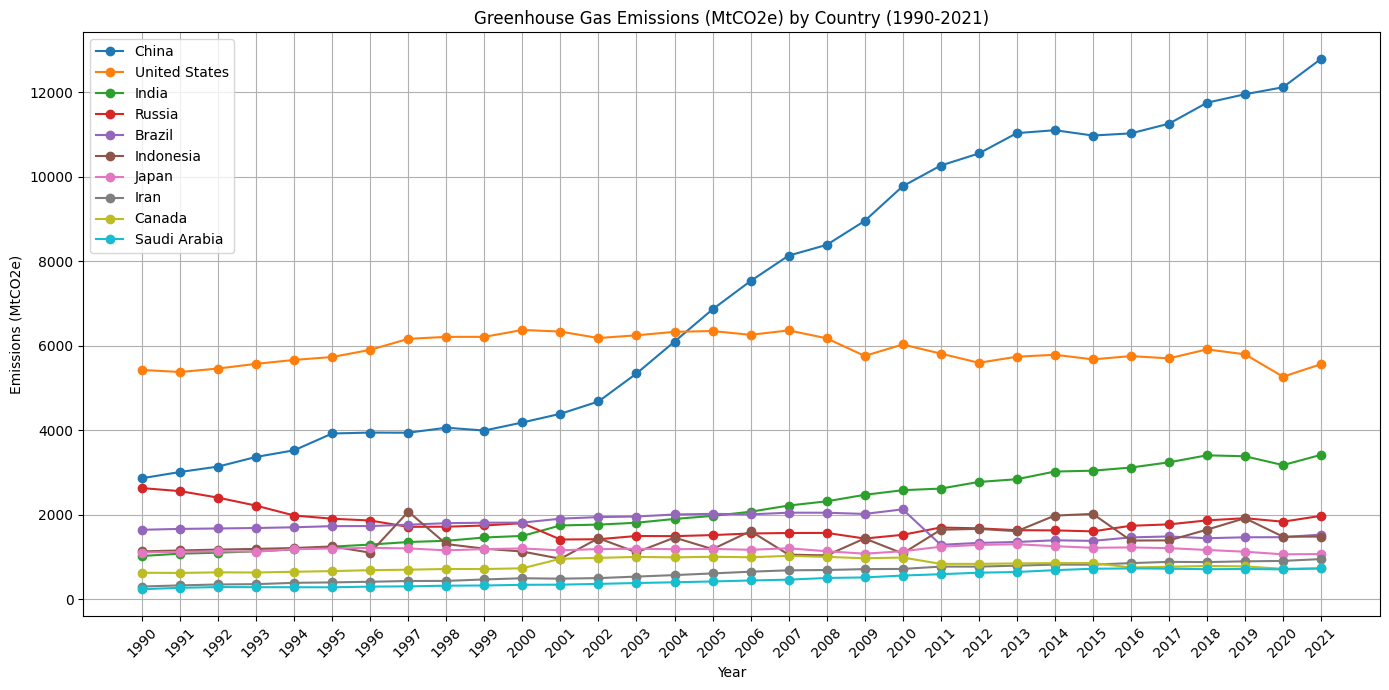 Greenhouse Gas Emissions (MtCO2e) by Country (1990-2021)
China
United States
India
Russia
Brazil
Indonesia
Japan
Iran
Canada
Saudi Arabia
Emissions (MtCO2e)
12000
10000
8000
6000
4000
2000
0
1990 1991 1992 1993 1994 1995 1996 1997 1998 1999 2000 2001 2002 2003 2004 2005 2006 2007 2008 2009 2010 2011 2012 2013 2014 2015 2016 2017 2018 2019 2020 2021
Year